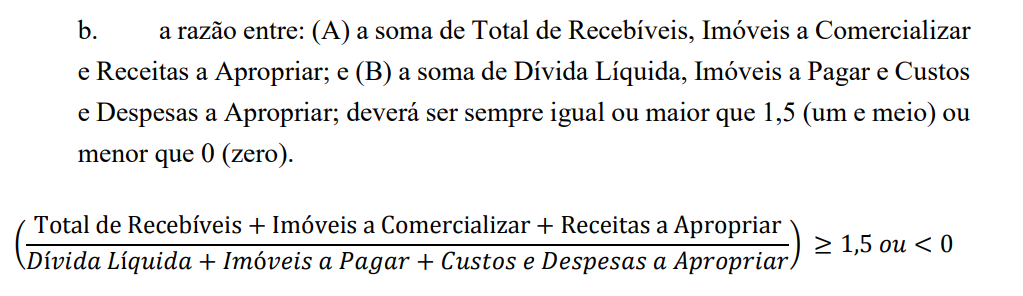 b. a razão entre: (A) a soma de Total de Recebíveis, Imóveis a Comercializar
e Receitas a Apropriar; e (B) a soma de Dívida Líquida, Imóveis a Pagar e Custos
e Despesas a Apropriar; deverá ser sempre igual ou maior que 1,5 (um e meio) ou
menor que 0 (zero).
(Total de Recebíveis + Imóveis a Comercializar + Receitas a Apropriar
Dívida Líquida + Imóveis a Pagar + Custos e Despesas a Apropriar) ≥ 1,5 ou < 0